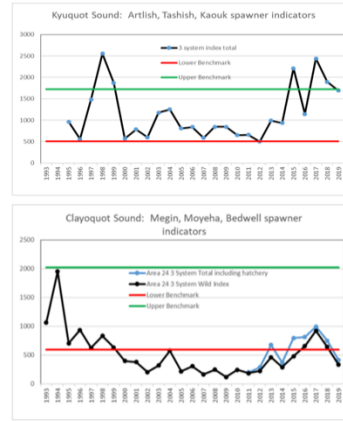 Kyuquot Sound: Artlish, Tashish, Kaouk spawner indicators
3000
2500
2000
1500
1000
500
0
3 system index total
Lower Benchmark
Upper Benchmark
1993 1994 1995 1996 1997 1998 1999 2000 2001 2002 2003 2004 2005 2006 2007 2008 2009 2010 2011 2012 2013 2014 2015 2016 2017 2018 2019
Clayoquot Sound: Megin, Moyeha, Bedwell spawner
indicators
2500
2000
1500
1000
500
0
Area 24 3 System Total including hatchery
Area 24 3 System Wild Index
Lower Benchmark
Upper Benchmark
1993 1994 1995 1996 1997 1998 1999 2000 2001 2002 2003 2004 2005 2006 2007 2008 2009 2010 2011 2012 2013 2014 2015 2016 2017 2018 2019